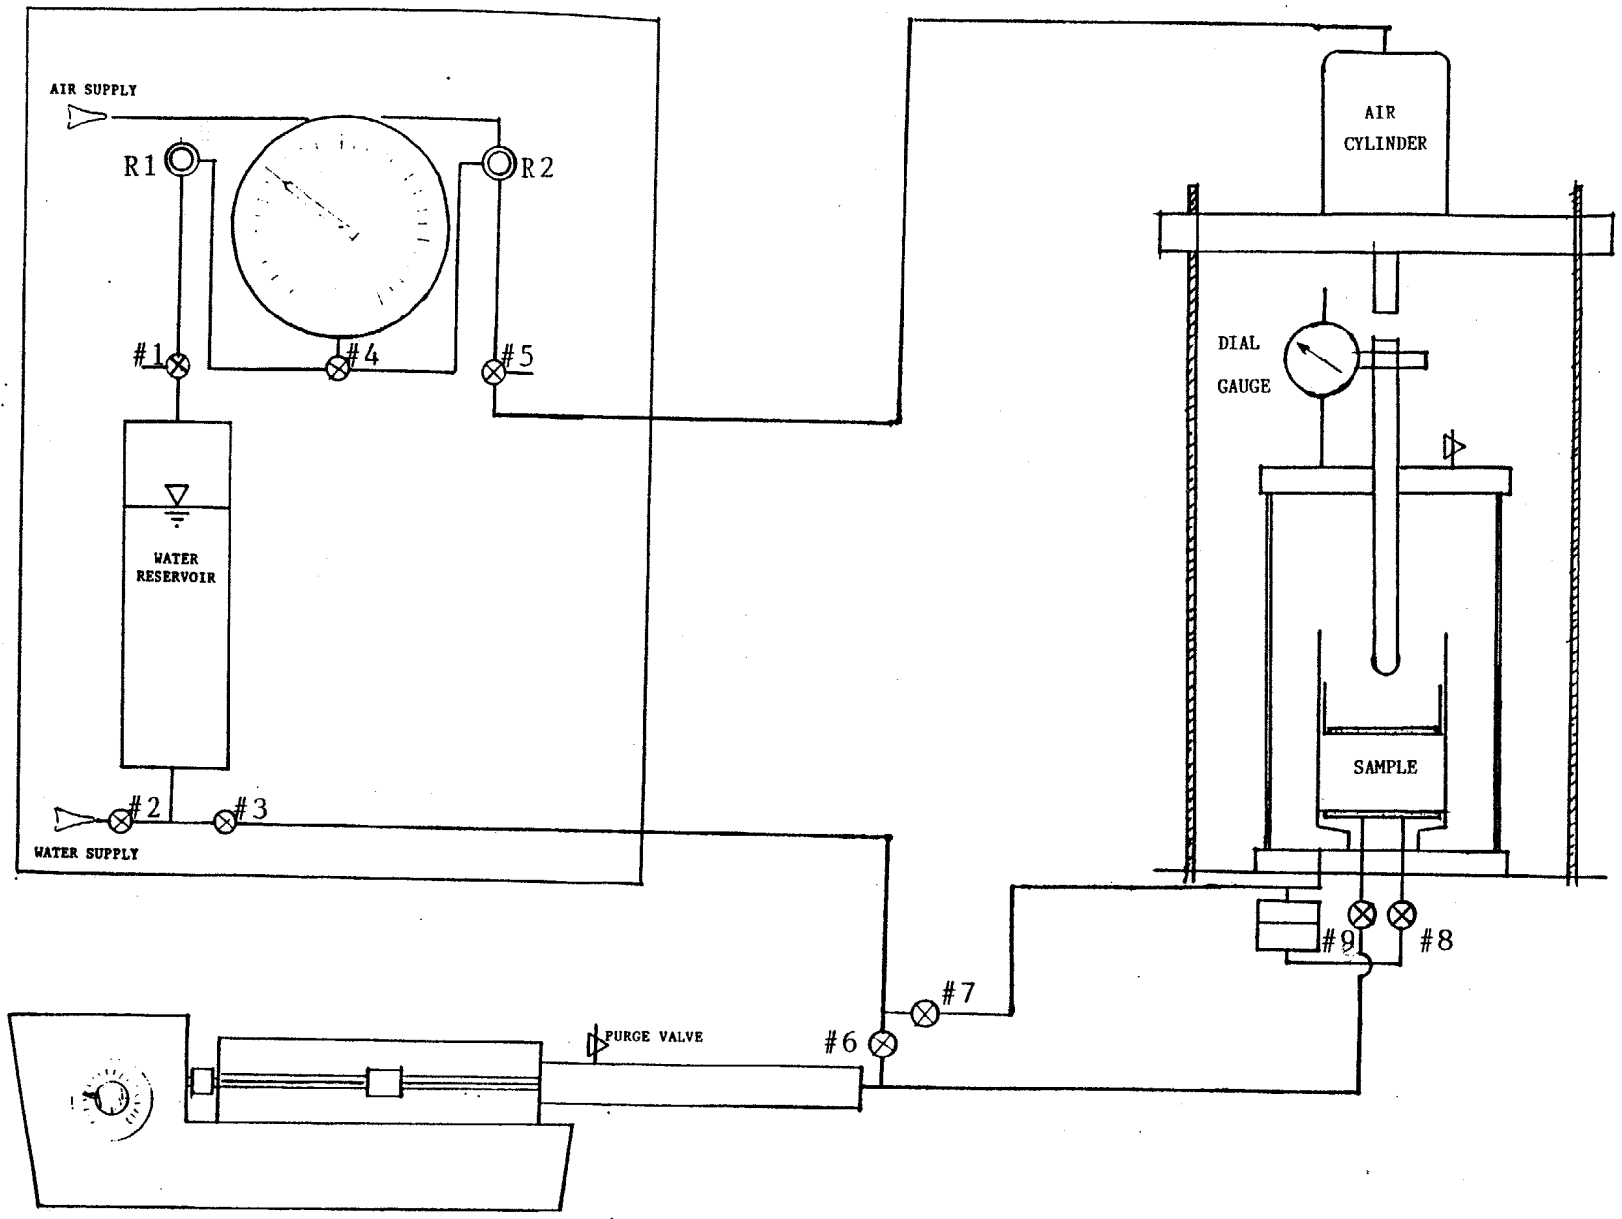 AIR SUPPLY
R1
R2
#1
#4
#5
WATER
RESERVOIR
#2
#3
WATER SUPPLY
AIR
CYLINDER
DIAL
GAUGE
SAMPLE
#9
#8
#7
#6
PURGE VALVE